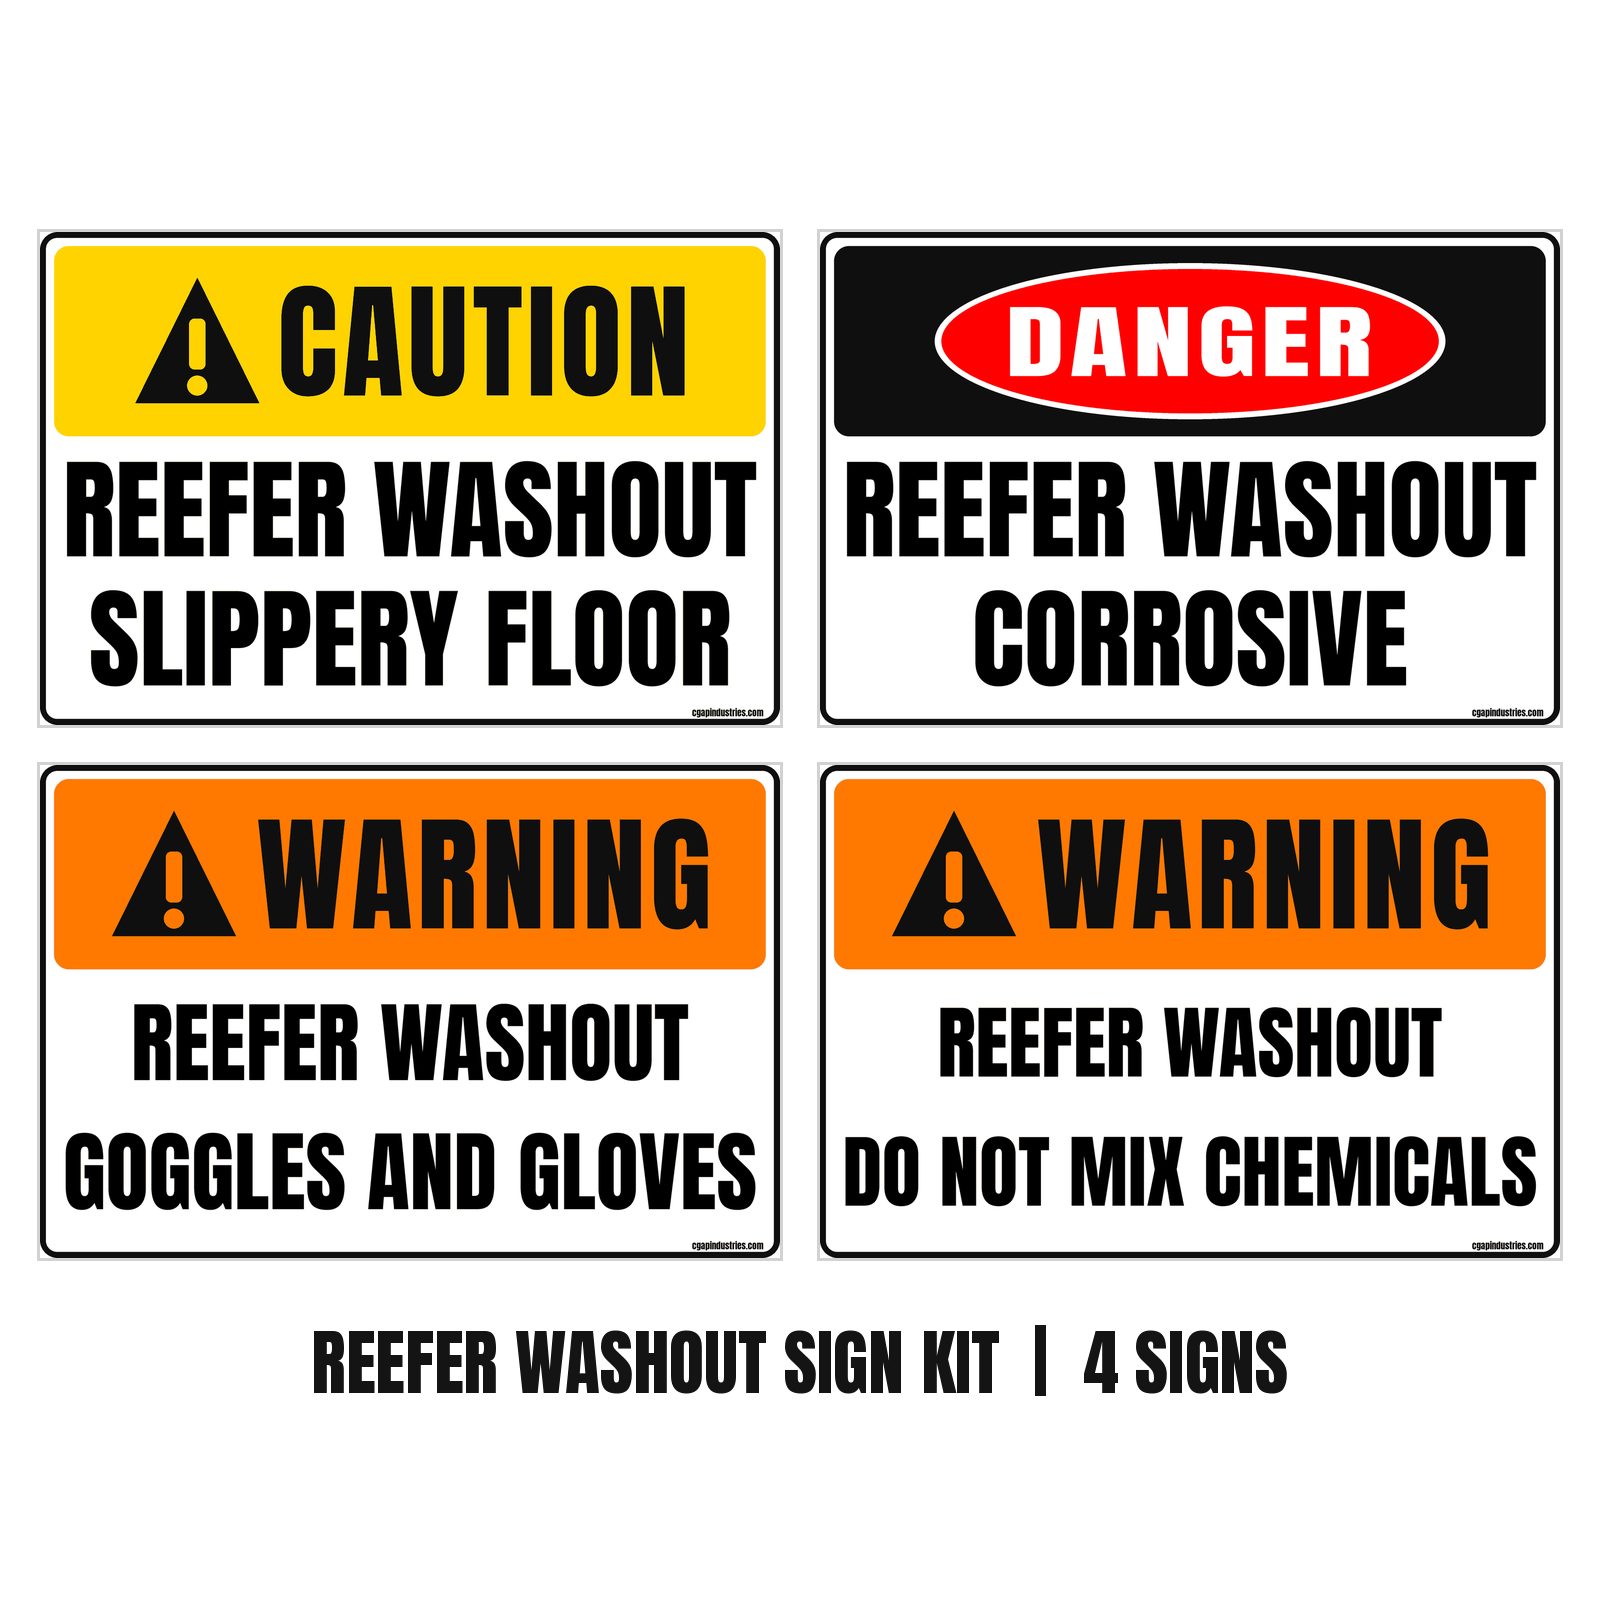 CAUTION
REEFER WASHOUT
SLIPPERY FLOOR
cgapindustries.com
DANGER
REEFER WASHOUT
CORROSIVE
cgapindustries.com
WARNING
REEFER WASHOUT
GOGGLES AND GLOVES
cgapindustries.com
WARNING
REEFER WASHOUT
DO NOT MIX CHEMICALS
cgapindustries.com
REEFER WASHOUT SIGN KIT | 4 SIGNS